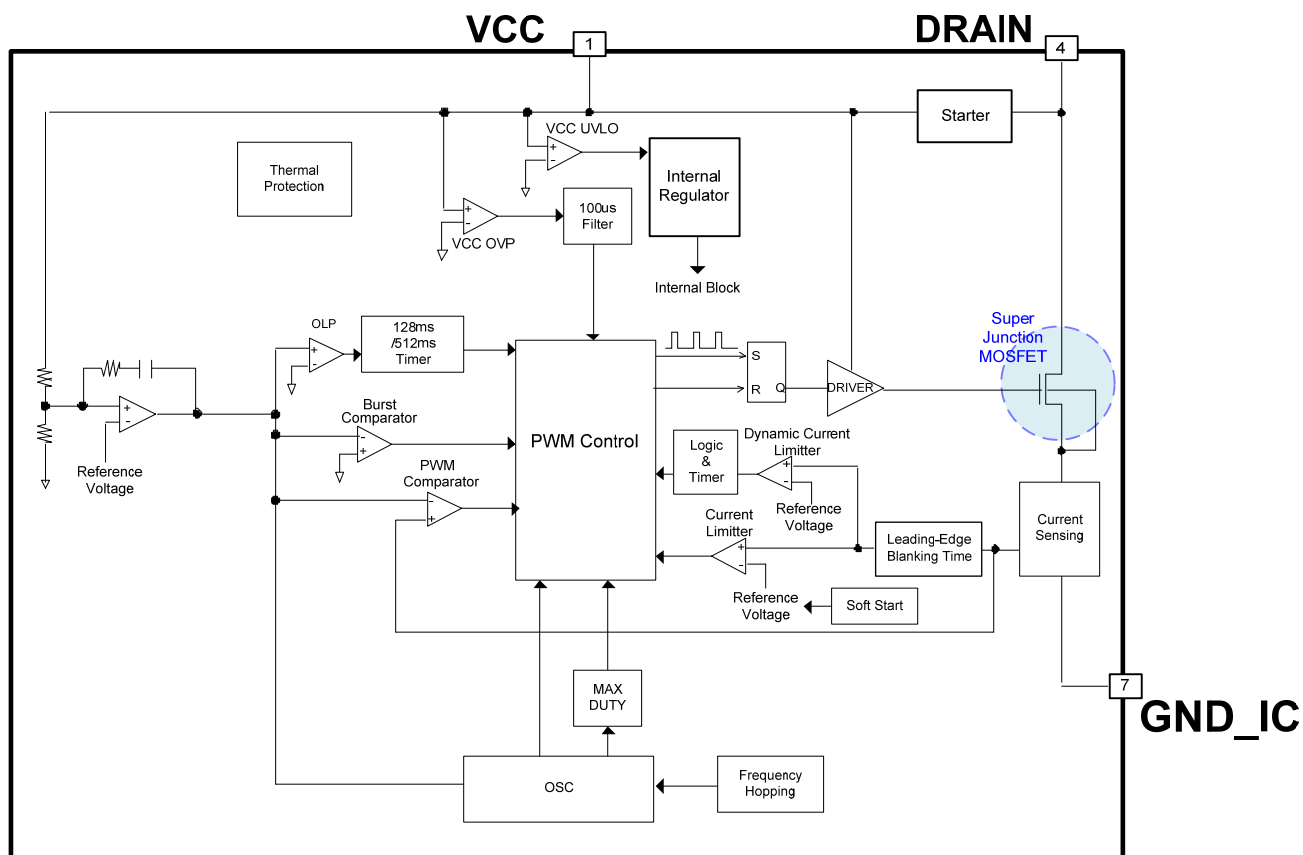 VCC
1
DRAIN
4
Starter
VCC UVLO
+
-
Thermal
Protection
Internal
Regulator
100us
Filter
+
-
VCC OVP
Internal Block
OLP
+
-
128ms
/512ms
Timer
Super
Junction
MOSFET
S
R
Q
DRIVER
+
-
Reference
Voltage
Burst
Comparator
-
+
PWM Control
Logic
&
Timer
Dynamic Current
Limitter
+
-
Reference
Voltage
PWM
Comparator
-
+
Current
Limitter
+
-
Leading-Edge
Blanking Time
Current
Sensing
Reference
Voltage
Soft Start
MAX
DUTY
7
GND_IC
OSC
Frequency
Hopping